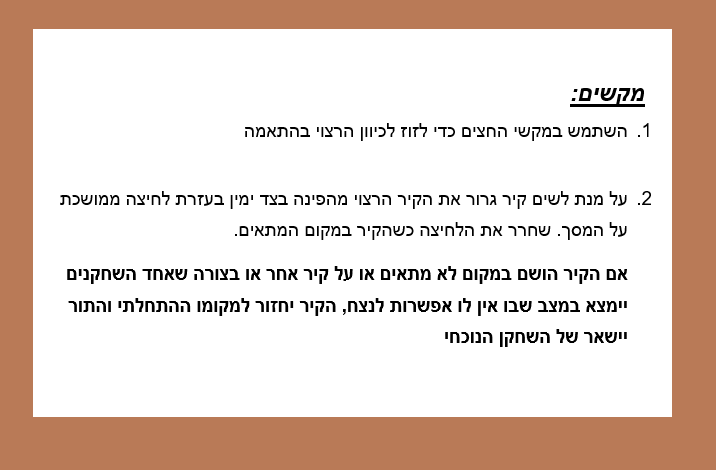 מקשים:
1. השתמש במקשי החצים כדי לזוז לכיוון הרצוי בהתאמה
2. על מנת לשים קיר גרור את הקיר הרצוי מהפינה בצד ימין בעזרת לחיצה ממושכת
על המסך. שחרר את הלחיצה כשהקיר במקום המתאים.
אם הקיר הושם במקום לא מתאים או על קיר אחר או בצורה שאחד השחקנים
יימצא במצב שבו אין לו אפשרות לנצח, הקיר יחזור למקומו ההתחלתי והתור
יישאר של השחקן הנוכחי